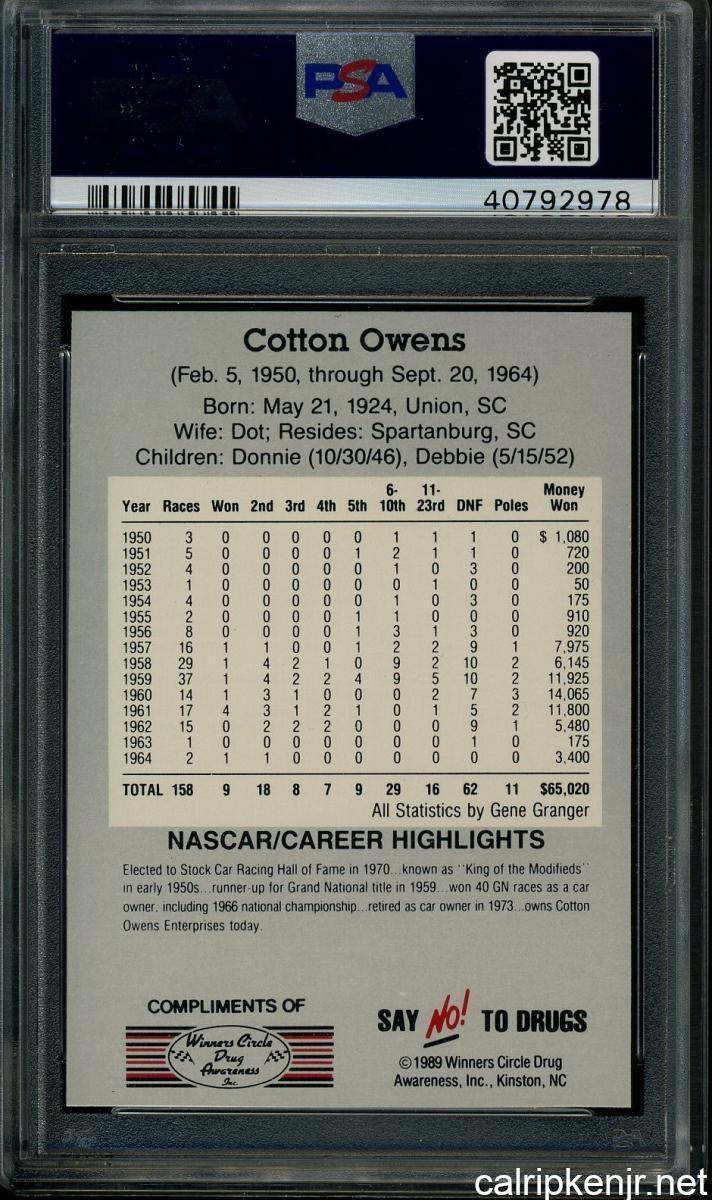 PSA
40792978
Cotton Owens
(Feb. 5, 1950, through Sept. 20, 1964)
Born: May 21, 1924, Union, SC
Wife: Dot; Resides: Spartanburg, SC
Children: Donnie (10/30/46), Debbie (5/15/52)
Year Races Won 2nd 3rd 4th 5th 6-10th 11-23rd DNF Poles Money Won
1950 3 0 0 0 0 0 1 1 1 0 $ 1,080
1951 5 0 0 0 0 1 2 1 1 0 720
1952 4 0 0 0 0 0 1 0 3 0 200
1953 1 0 0 0 0 0 0 1 0 0 50
1954 4 0 0 0 0 0 1 0 3 0 175
1955 2 0 0 0 0 1 1 0 0 0 910
1956 8 0 0 0 0 1 3 1 3 0 920
1957 16 1 1 0 0 1 2 2 9 1 7,975
1958 29 1 4 2 1 0 9 2 10 2 6,145
1959 37 1 4 2 2 4 9 5 10 2 11,925
1960 14 1 3 1 0 0 0 2 7 3 14,065
1961 17 4 3 1 2 1 0 1 5 2 11,800
1962 15 0 2 2 2 0 0 0 9 1 5,480
1963 1 0 0 0 0 0 0 0 1 0 175
1964 2 1 1 0 0 0 0 0 0 0 3,400
TOTAL 158 9 18 8 7 9 29 16 62 11 $65,020
All Statistics by Gene Granger
NASCAR/CAREER HIGHLIGHTS
Elected to Stock Car Racing Hall of Fame in 1970...known as "King of the Modifieds"
in early 1950s...runner-up for Grand National title in 1959...won 40 GN races as a car
owner, including 1966 national championship...retired as car owner in 1973...owns Cotton
Owens Enterprises today.
COMPLIMENTS OF
Winners Circle
Drug
Awareness
Inc.
SAY NO! TO DRUGS
©1989 Winners Circle Drug
Awareness, Inc., Kinston, NC
calripkenjr.net